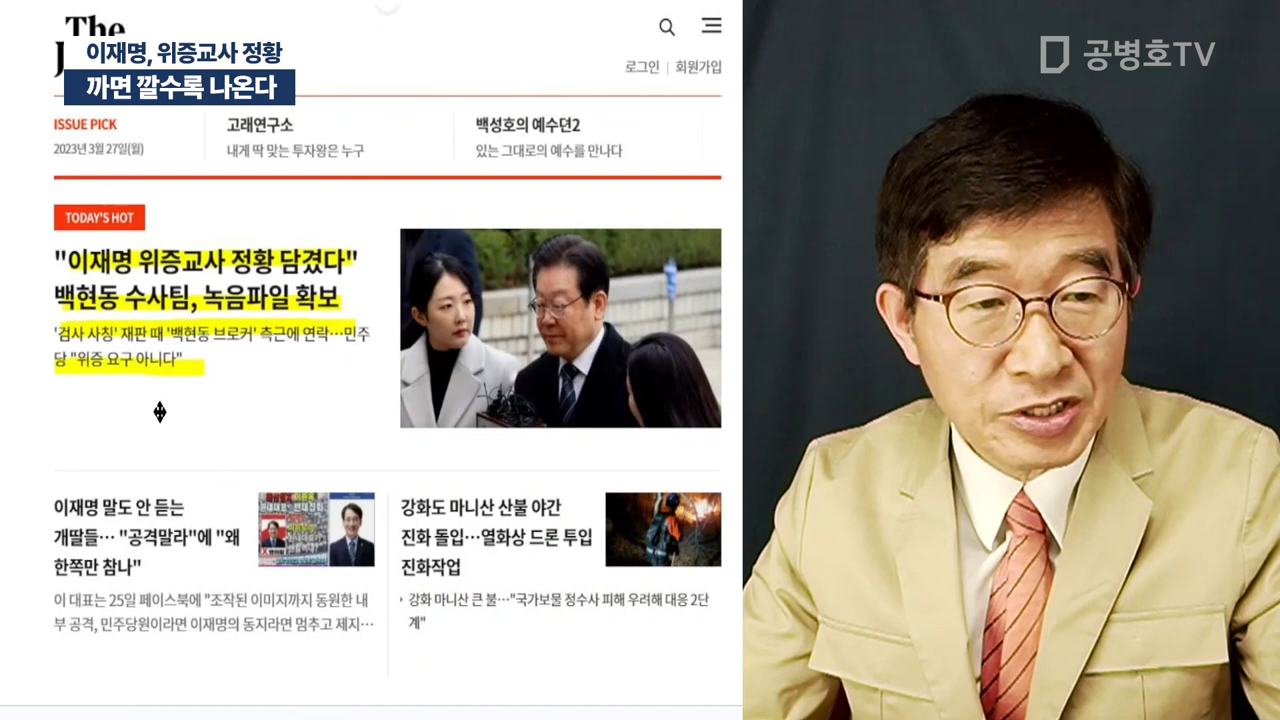 The
J
이재명, 위증교사 정황
까면 깔수록 나온다
로그인 | 회원가입
공병호TV
ISSUE PICK
2023년 3월 27일(월)
고래연구소
내게 딱 맞는 투자왕은 누구
백성호의 예수뎐2
있는 그대로의 예수를 만나다
TODAY'S HOT
"이재명 위증교사 정황 담겼다"
백현동 수사팀, 녹음파일 확보
'검사 사칭' 재판 때 '백현동 브로커' 측근에 연락…민주
당 "위증 요구 아니다"
이재명 말도 안 듣는
개딸들… "공격말라"에 "왜
한쪽만 참나"
이 대표는 25일 페이스북에 "조작된 이미지까지 동원한 내
부 공격, 민주당원이라면 이재명의 동지라면 멈추고 제지…
강화도 마니산 산불 야간
진화 돌입…열화상 드론 투입
진화작업
강화 마니산 큰 불…"국가보물 정수사 피해 우려해 대응 2단
계"